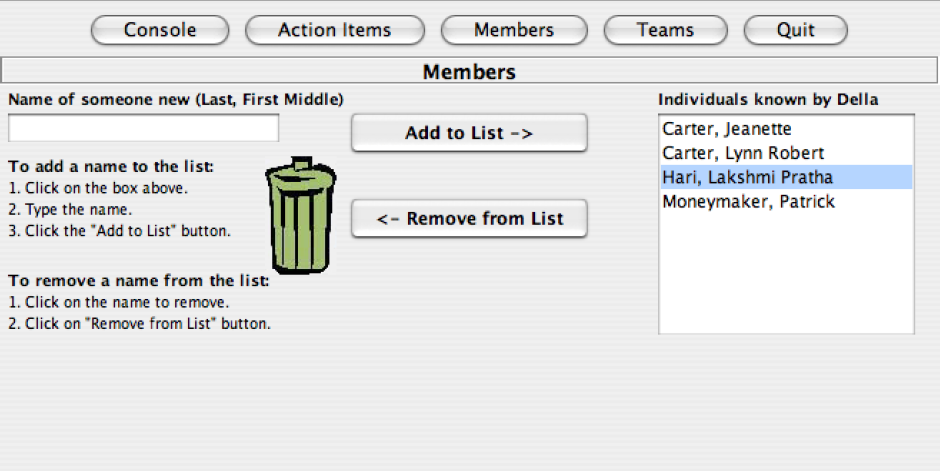 Console
Action Items
Members
Teams
Quit
Members
Name of someone new (Last, First Middle)
Add to List ->
To add a name to the list:
1. Click on the box above.
2. Type the name.
3. Click the "Add to List" button.
<- Remove from List
To remove a name from the list:
1. Click on the name to remove.
2. Click on "Remove from List" button.
Individuals known by Della
Carter, Jeanette
Carter, Lynn Robert
Hari, Lakshmi Pratha
Moneymaker, Patrick